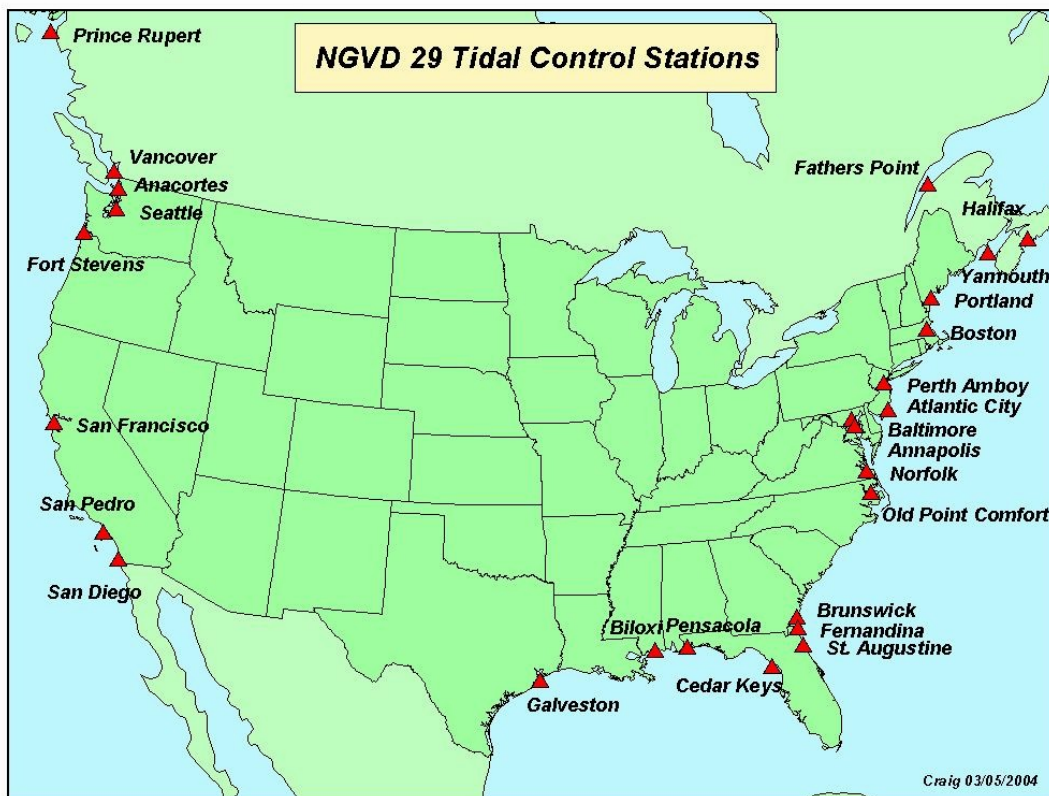 Prince Rupert
NGVD 29 Tidal Control Stations
Vancover
Anacortes
Seattle
Fort Stevens
Fathers Point
Halifax
Yarmouth
Portland
Boston
Perth Amboy
Atlantic City
Baltimore
Annapolis
Norfolk
Old Point Comfort
San Francisco
San Pedro
San Diego
Brunswick
Fernandina
St. Augustine
Biloxi
Pensacola
Cedar Keys
Galveston
Craig 03/05/2004